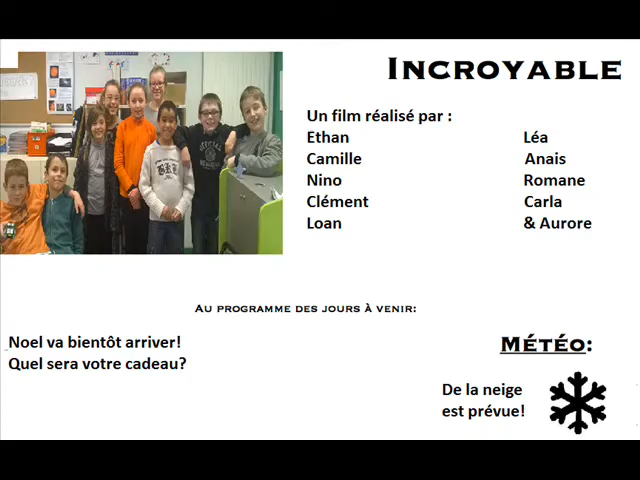 INCROYABLE
Un film réalisé par :
Ethan Léa
Camille Anais
Nino Romane
Clément Carla
Loan & Aurore
AU PROGRAMME DES JOURS À VENIR:
Noel va bientôt arriver!
Quel sera votre cadeau?
MÉTÉO:
De la neige
est prévue!